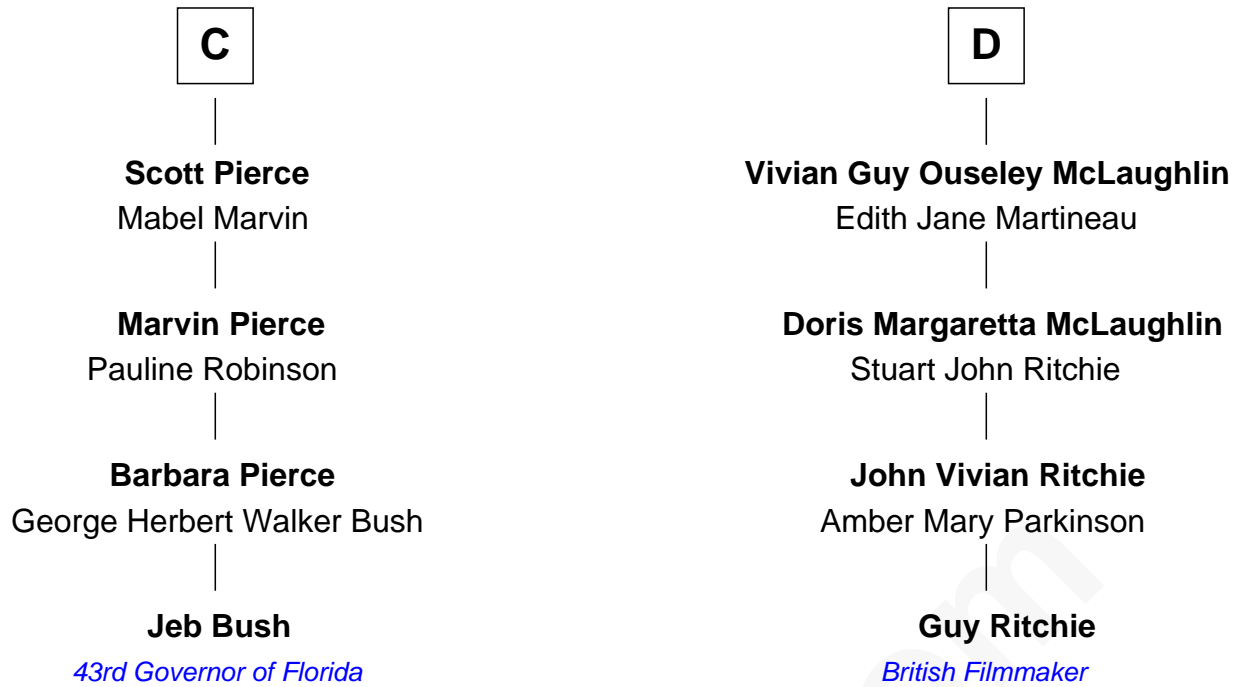 C
Scott Pierce
Mabel Marvin
Marvin Pierce
Pauline Robinson
Barbara Pierce
George Herbert Walker Bush
Jeb Bush
43rd Governor of Florida
D
Vivian Guy Ouseley McLaughlin
Edith Jane Martineau
Doris Margaretta McLaughlin
Stuart John Ritchie
John Vivian Ritchie
Amber Mary Parkinson
Guy Ritchie
British Filmmaker